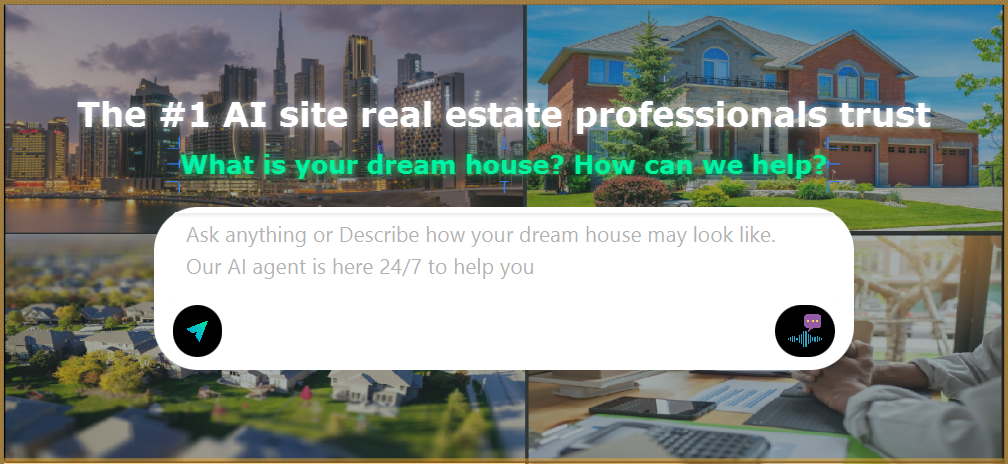 The #1 AI site real estate professionals trust
What is your dream house? How can we help?
Ask anything or Describe how your dream house may look like.
Our AI agent is here 24/7 to help you